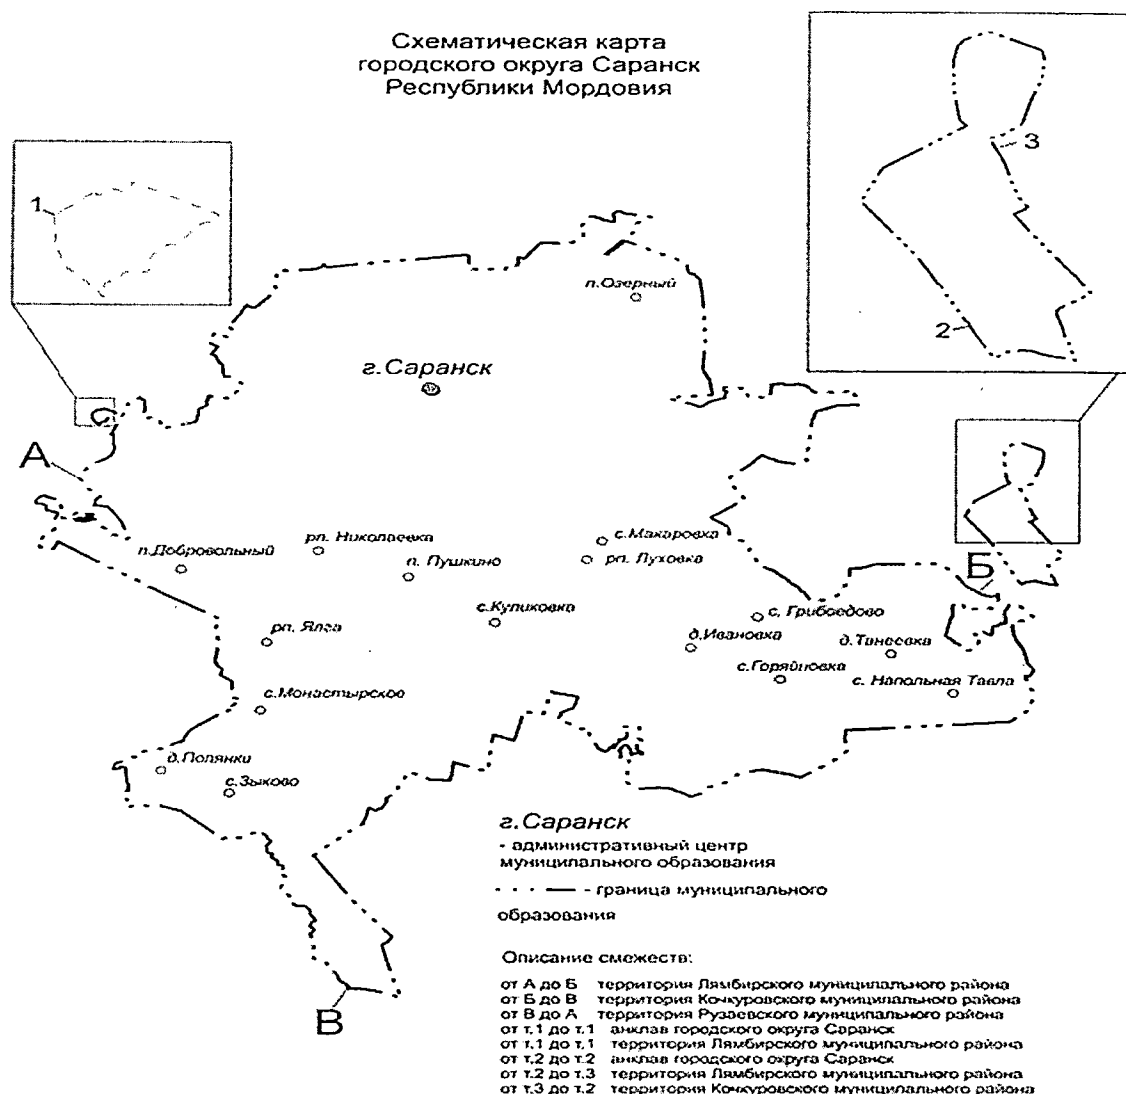 Схематическая карта
городского округа Саранск
Республики Мордовия
3
1
2
п.Озерный
г.Саранск
А
с.Макаровка
рп. Николаевка
п.Добровольный
п. Пушкино
рп. Луховка
Б
с.Куликовка
с. Грибоедово
рп. Ялга
д.Ивановка
д.Танеевка
с.Горяйновка
с. Напольная Тавла
с.Монастырское
д.Полянки
с.Зыково
г.Саранск
- административный центр
муниципального образования
- граница муниципального
образования
Описание смежеств:
от А до Б территория Лямбирского муниципального района
от Б до В территория Кочкуровского муниципального района
от В до А территория Рузаевского муниципального района
от т.1 до т.1 анклав городского округа Саранск
от т.1 до т.1 территория Лямбирского муниципального района
от т.2 до т.2 анклав городского округа Саранск
от т.2 до т.3 территория Лямбирского муниципального района
от т.3 до т.2 территория Кочкуровского муниципального района
В